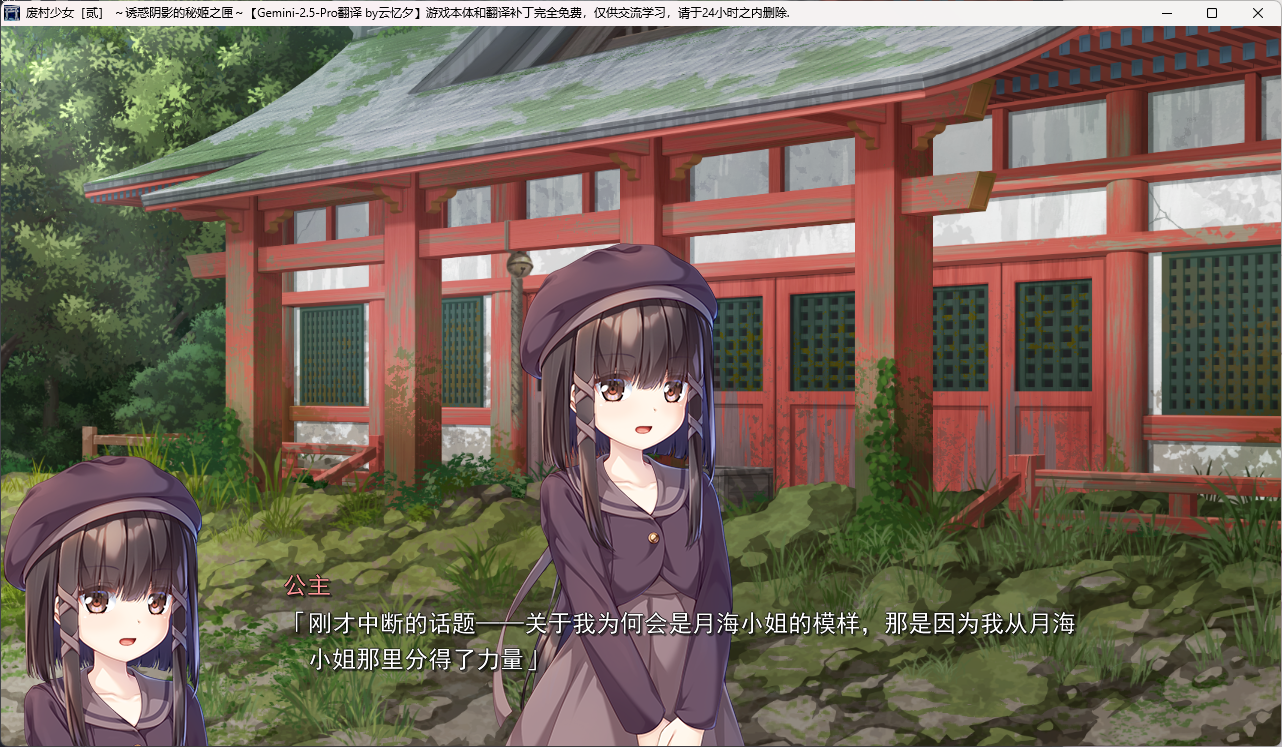 废村少女［贰］ ～诱惑阴影的秘姬之匣～【Gemini-2.5-Pro翻译 by云忆夕】游戏本体和翻译补丁完全免费，仅供交流学习，请于24小时之内删除.
公主
「刚才中断的话题——关于我为何会是月海小姐的模样，那是因为我从月海
小姐那里分得了力量」